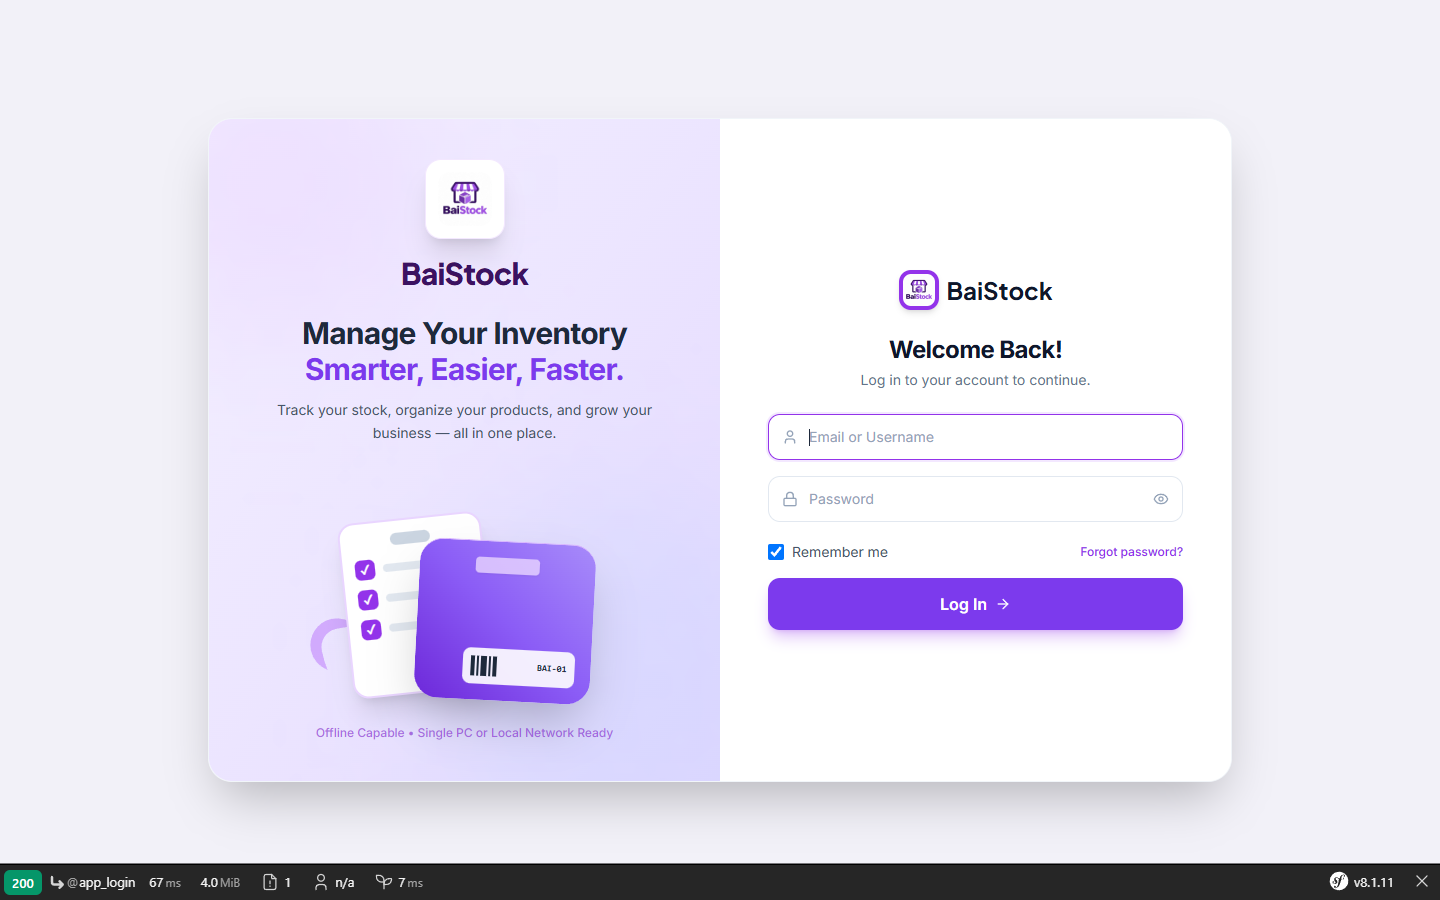 BaiStock
BaiStock
Manage Your Inventory
Smarter, Easier, Faster.
Track your stock, organize your products, and grow your
business — all in one place.
BAI-01
Offline Capable • Single PC or Local Network Ready
BaiStock
BaiStock
Welcome Back!
Log in to your account to continue.
Email or Username
Password
Remember me
Forgot password?
Log In →
200
@app_login
67 ms
4.0 MiB
1
n/a
7 ms
sf
v8.1.11